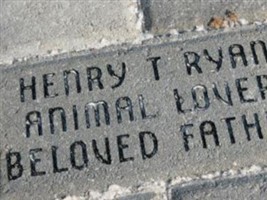 HENRY T RYAN
ANIMAL LOVER
BELOVED FATH